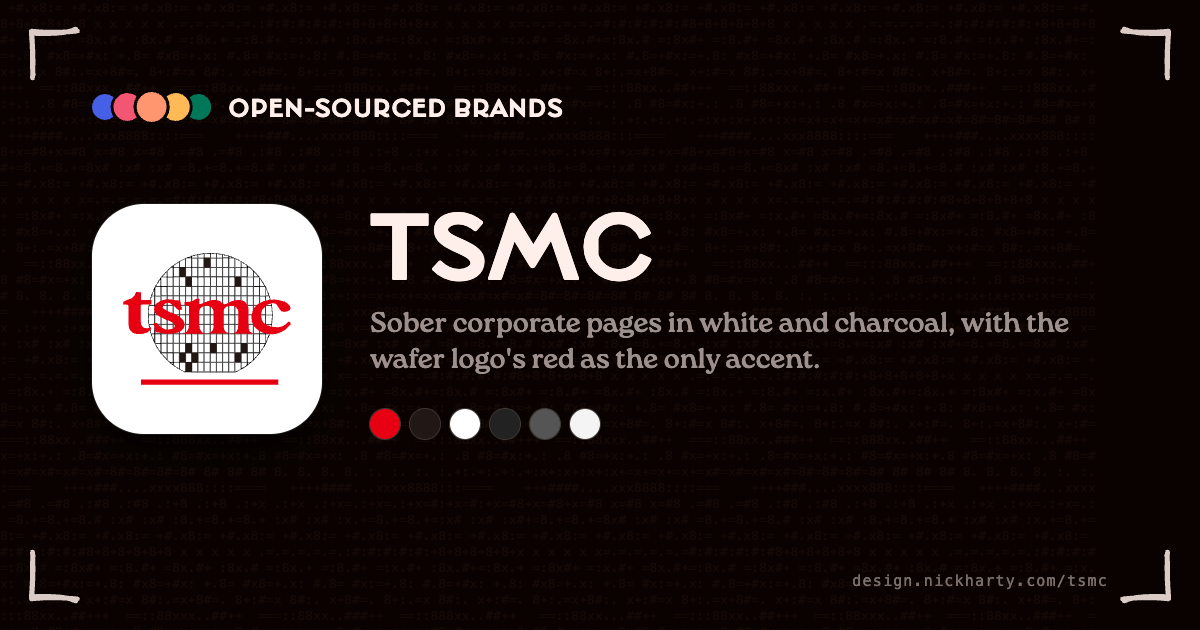 OPEN-SOURCED BRANDS
tsmc
TSMC
Sober corporate pages in white and charcoal, with the
wafer logo's red as the only accent.
design.nickharty.com/tsmc